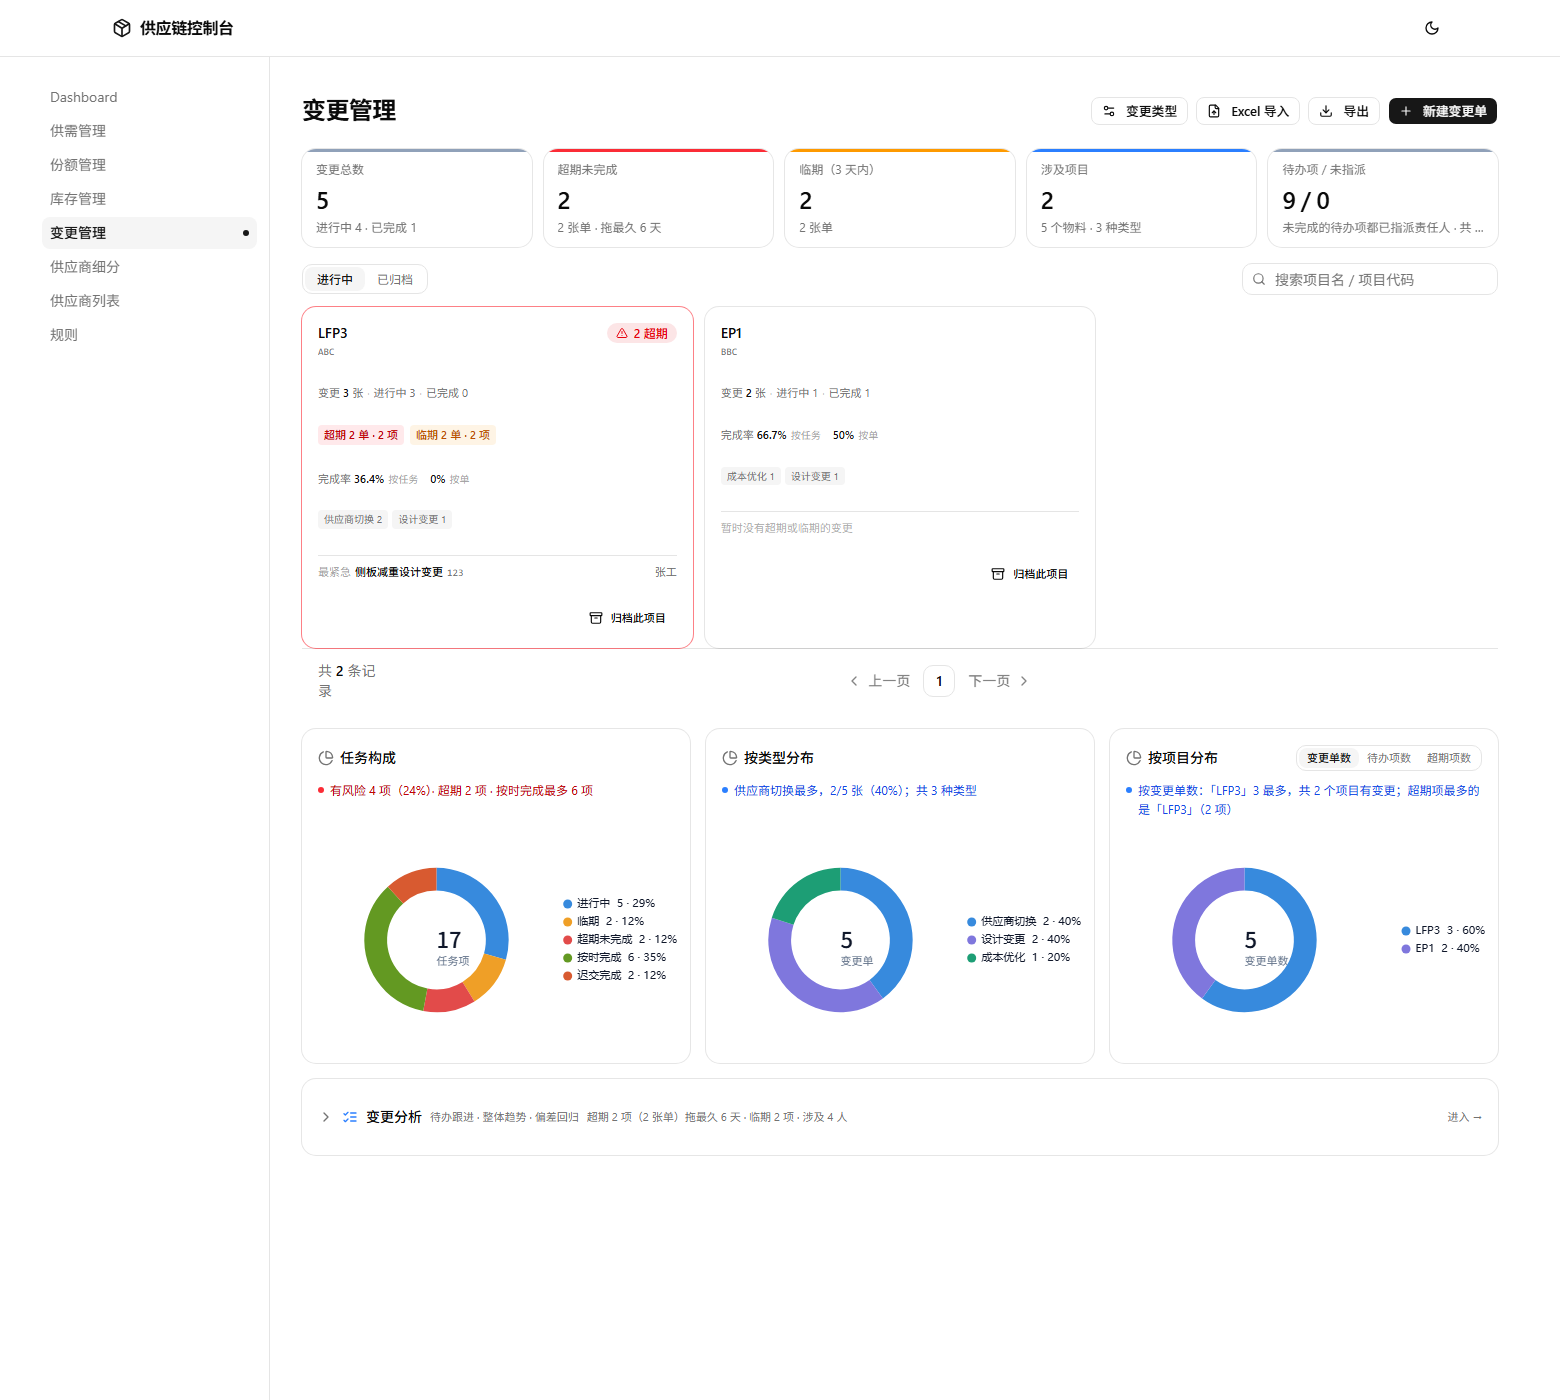 供应链控制台
Dashboard
供需管理
份额管理
库存管理
变更管理
供应商细分
供应商列表
规则
变更管理
变更类型
Excel 导入
导出
新建变更单
变更总数
5
进行中 4 · 已完成 1
超期未完成
2
2 张单 · 拖最久 6 天
临期（3 天内）
2
2 张单
涉及项目
2
5 个物料 · 3 种类型
待办项 / 未指派
9 / 0
未完成的待办项都已指派责任人 · 共 ...
进行中
已归档
搜索项目名 / 项目代码
LFP3
2 超期
ABC
变更 3 张 · 进行中 3 · 已完成 0
超期 2 单 · 2 项
临期 2 单 · 2 项
完成率 36.4% 按任务 0% 按单
供应商切换 2
设计变更 1
最紧急 侧板减重设计变更 123
张工
归档此项目
EP1
BBC
变更 2 张 · 进行中 1 · 已完成 1
完成率 66.7% 按任务 50% 按单
成本优化 1
设计变更 1
暂时没有超期或临期的变更
归档此项目
共 2 条记
录
上一页
1
下一页
任务构成
有风险 4 项（24%）· 超期 2 项 · 按时完成最多 6 项
17
任务项
进行中 5 · 29%
临期 2 · 12%
超期未完成 2 · 12%
按时完成 6 · 35%
迟交完成 2 · 12%
按类型分布
供应商切换最多，2/5 张（40%）；共 3 种类型
5
变更单
供应商切换 2 · 40%
设计变更 2 · 40%
成本优化 1 · 20%
按项目分布
变更单数
待办项数
超期项数
按变更单数：「LFP3」3 最多，共 2 个项目有变更；超期项最多的
是「LFP3」（2 项）
5
变更单数
LFP3 3 · 60%
EP1 2 · 40%
变更分析
待办跟进 · 整体趋势 · 偏差回归 超期 2 项（2 张单）拖最久 6 天 · 临期 2 项 · 涉及 4 人
进入 →